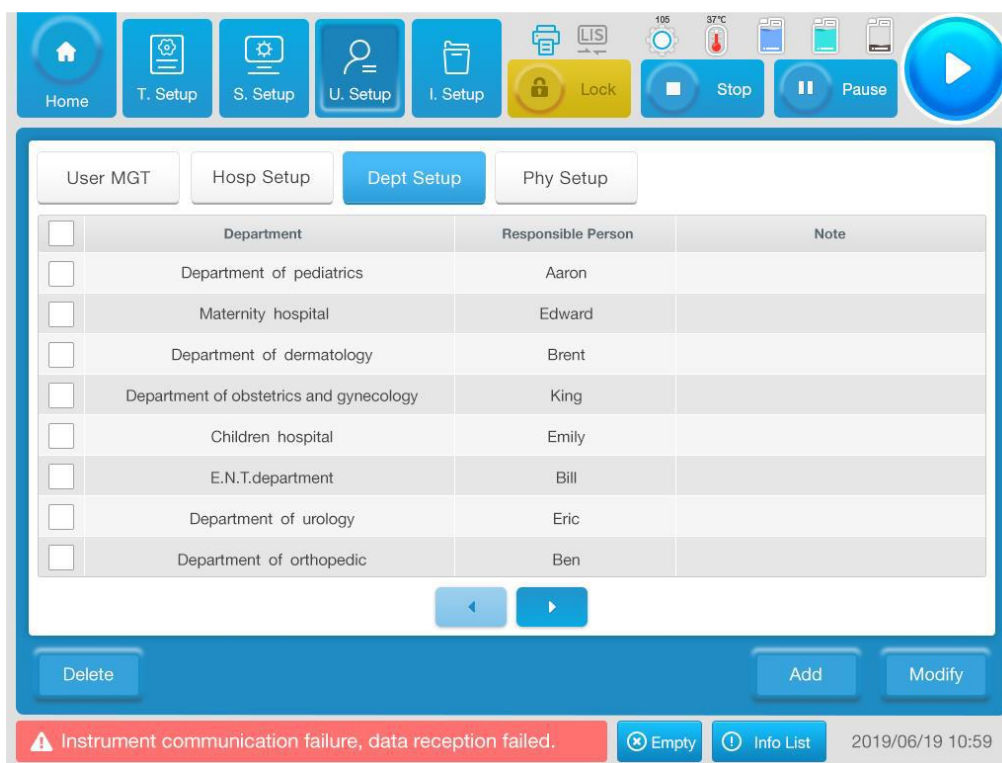 105 37°C
LIS
Home T. Setup S. Setup U. Setup I. Setup Lock Stop Pause
User MGT Hosp Setup Dept Setup Phy Setup
Department Responsible Person Note
Department of pediatrics Aaron
Maternity hospital Edward
Department of dermatology Brent
Department of obstetrics and gynecology King
Children hospital Emily
E.N.T.department Bill
Department of urology Eric
Department of orthopedic Ben
Delete Add Modify
Instrument communication failure, data reception failed. Empty Info List 2019/06/19 10:59